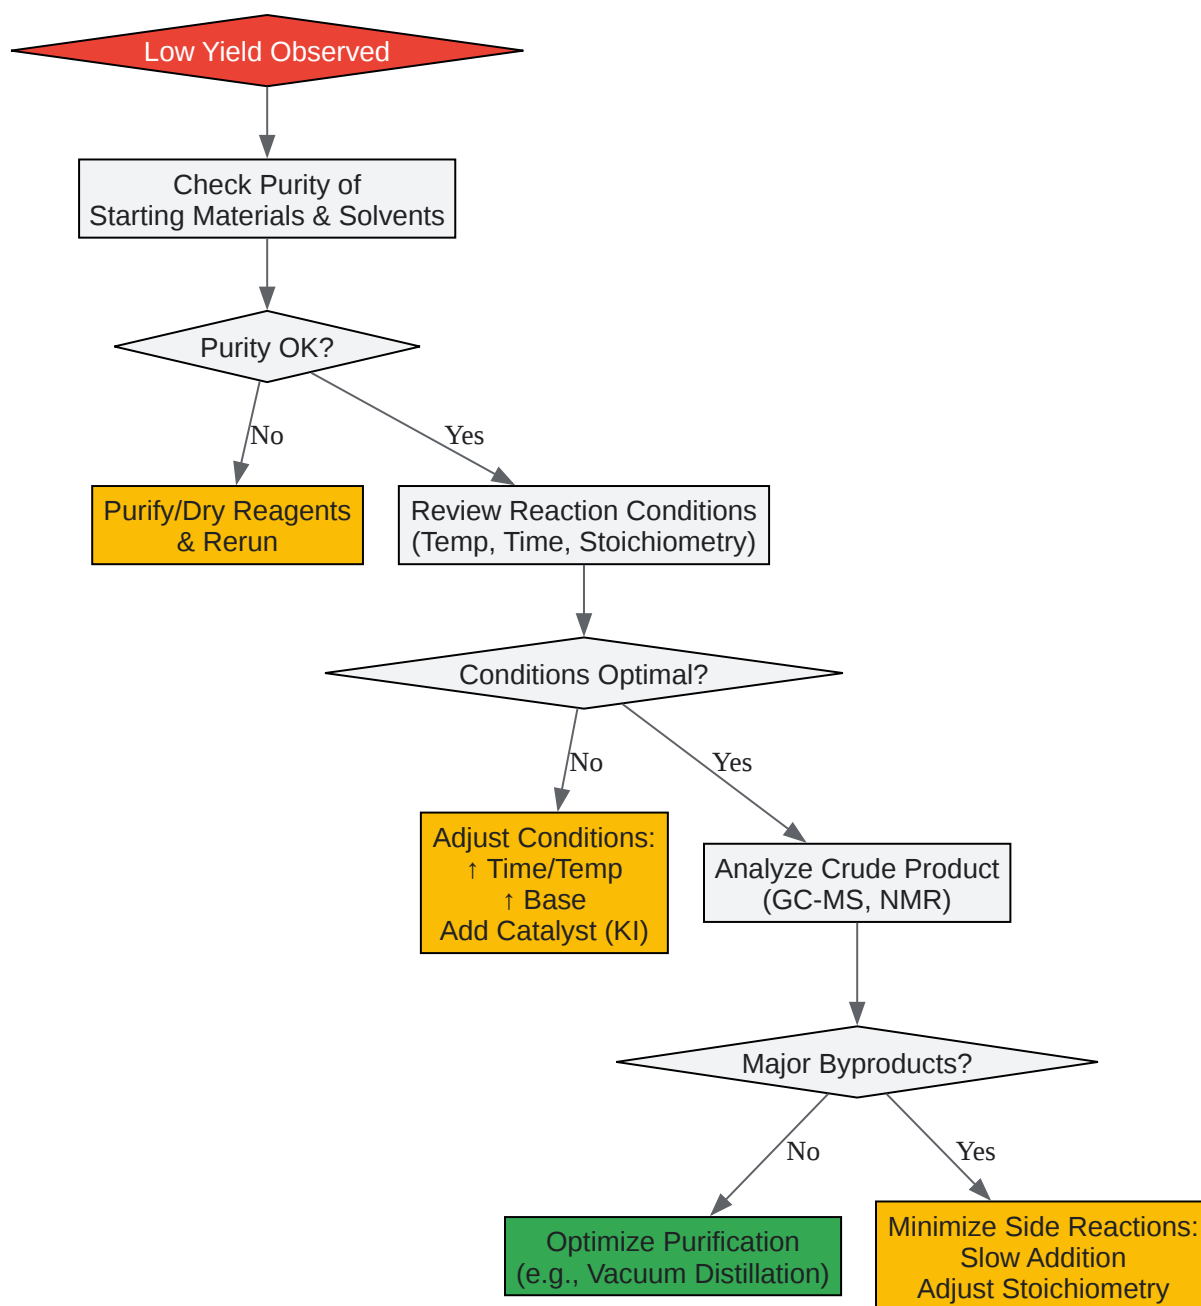 Low Yield Observed
Check Purity of
Starting Materials & Solvents
Purity OK?
No
Yes
Purify/Dry Reagents
& Rerun
Review Reaction Conditions
(Temp, Time, Stoichiometry)
Conditions Optimal?
No
Yes
Adjust Conditions:
↑ Time/Temp
↑ Base
Add Catalyst (KI)
Analyze Crude Product
(GC-MS, NMR)
Major Byproducts?
No
Yes
Optimize Purification
(e.g., Vacuum Distillation)
Minimize Side Reactions:
Slow Addition
Adjust Stoichiometry